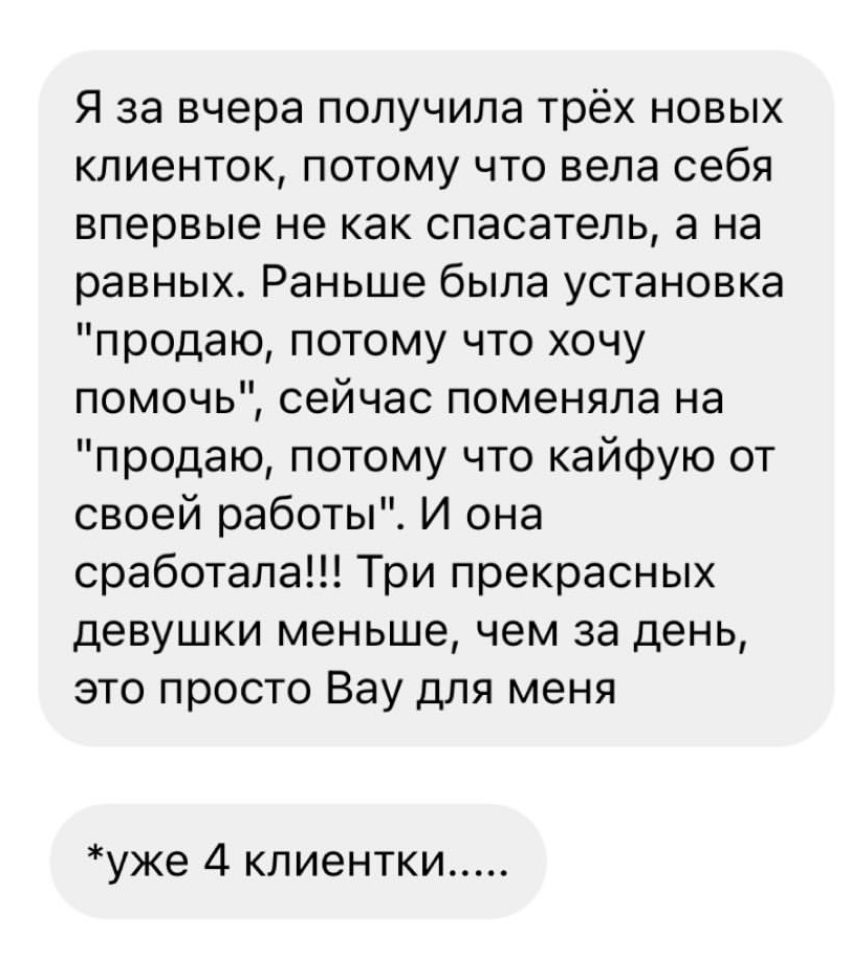 Я за вчера получила трёх новых
клиенток, потому что вела себя
впервые не как спасатель, а на
равных. Раньше была установка
"продаю, потому что хочу
помочь", сейчас поменяла на
"продаю, потому что кайфую от
своей работы". И она
сработала!!! Три прекрасных
девушки меньше, чем за день,
это просто Вау для меня
*уже 4 клиентки.....